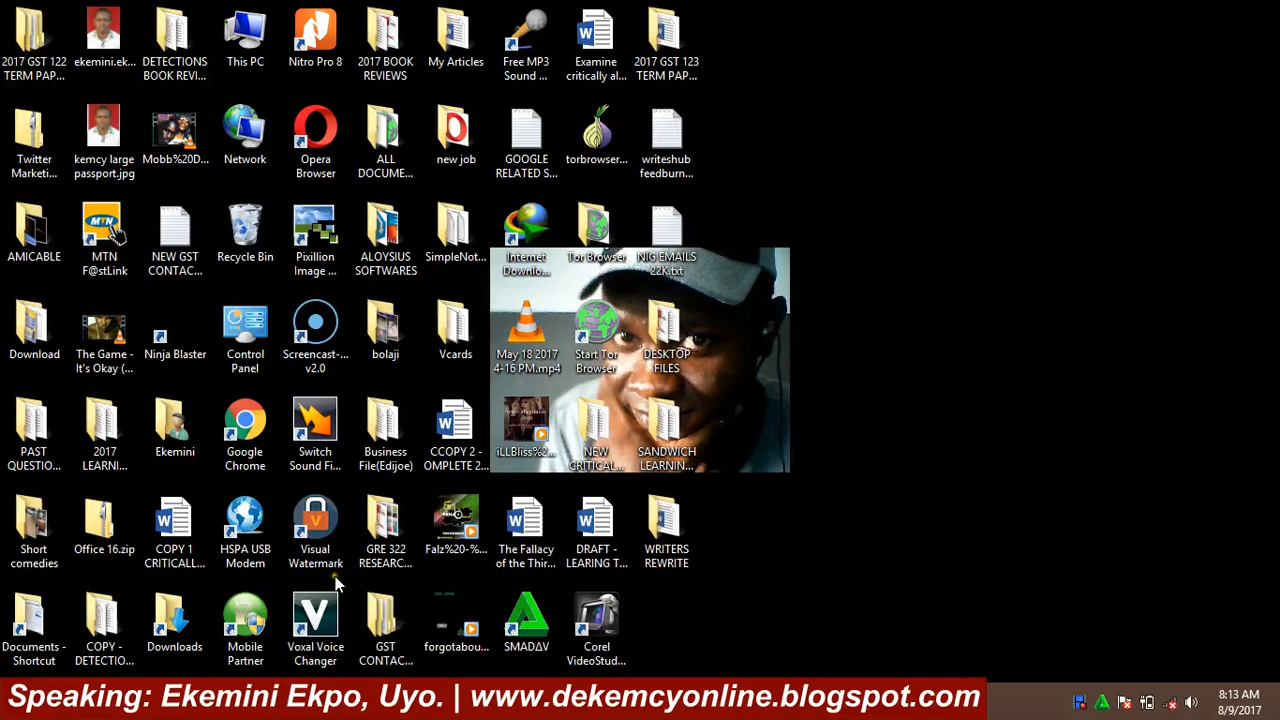 2017 GST 122
TERM PAP...
ekemini.ek...
DETECTIONS
BOOK REVI...
This PC
Nitro Pro 8
2017 BOOK
REVIEWS
My Articles
Free MP3
Sound ...
Examine
critically al...
2017 GST 123
TERM PAP...
Twitter
Marketi...
kemcy large
passport.jpg
Mobb%20D...
Network
Opera
Browser
ALL
DOCUME...
new job
GOOGLE
RELATED S...
torbrowser...
writeshub
feedburn...
AMICABLE
MTN
MTN
F@stLink
NEW GST
CONTAC...
Recycle Bin
Pixillion
Image ...
ALOYSIUS
SOFTWARES
SimpleNot...
Internet
Downlo...
Tor Browser
NIG EMAILS
22K.txt
Download
The Game -
It's Okay (...
Ninja Blaster
Control
Panel
Screencast-...
v2.0
bolaji
Vcards
May 18 2017
4-16 PM.mp4
Start Tor
Browser
DESKTOP
FILES
PAST
QUESTIO...
2017
LEARNI...
Ekemini
Google
Chrome
Switch
Sound Fi...
Business
File(Edijoe)
CCOPY 2 -
OMPLETE 2...
iLLBliss%2...
NEW
CRITICAL...
SANDWICH
LEARNIN...
Short
comedies
Office 16.zip
COPY 1
CRITICALL...
HSPA USB
Modem
Visual
Watermark
GRE 322
RESEARC...
Falz%20-%...
The Fallacy
of the Thir...
DRAFT -
LEARING T...
WRITERS
REWRITE
Documents -
Shortcut
COPY -
DETECTIO...
Downloads
Mobile
Partner
Voxal Voice
Changer
GST
CONTAC...
forgotabou...
SMADΔV
Corel
VideoStud...
Speaking: Ekemini Ekpo, Uyo. | www.dekemcyonline.blogspot.com
8:13 AM
8/9/2017